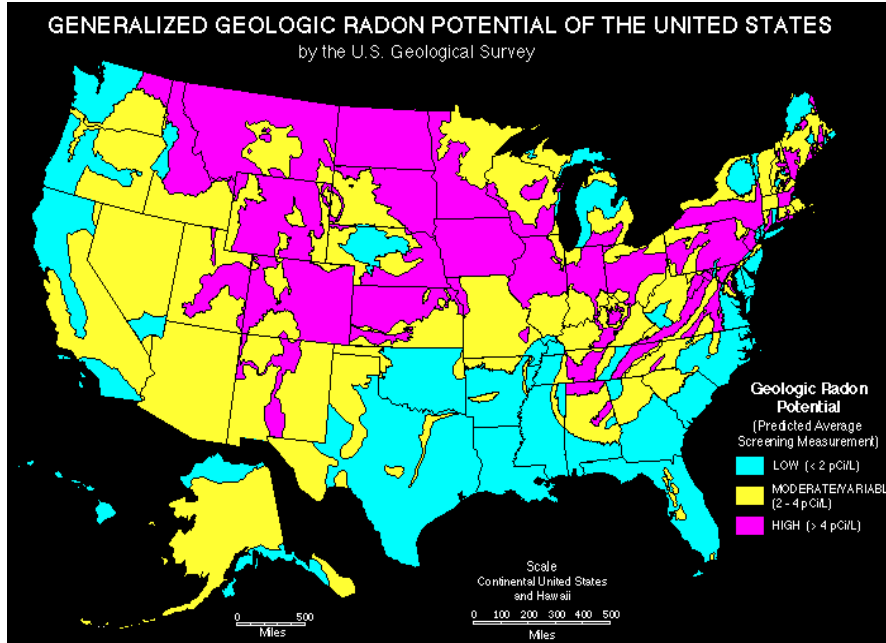 GENERALIZED GEOLOGIC RADON POTENTIAL OF THE UNITED STATES
by the U.S. Geological Survey
Geologic Radon
Potential
(Predicted Average
Screening Measurement)
LOW (< 2 pCi/L)
MODERATE/VARIABL
(2 - 4 pCi/L)
HIGH (> 4 pCi/L)
Scale
Continental United States
and Hawaii
0 500
Miles
0 100 200 300 400 500
Miles